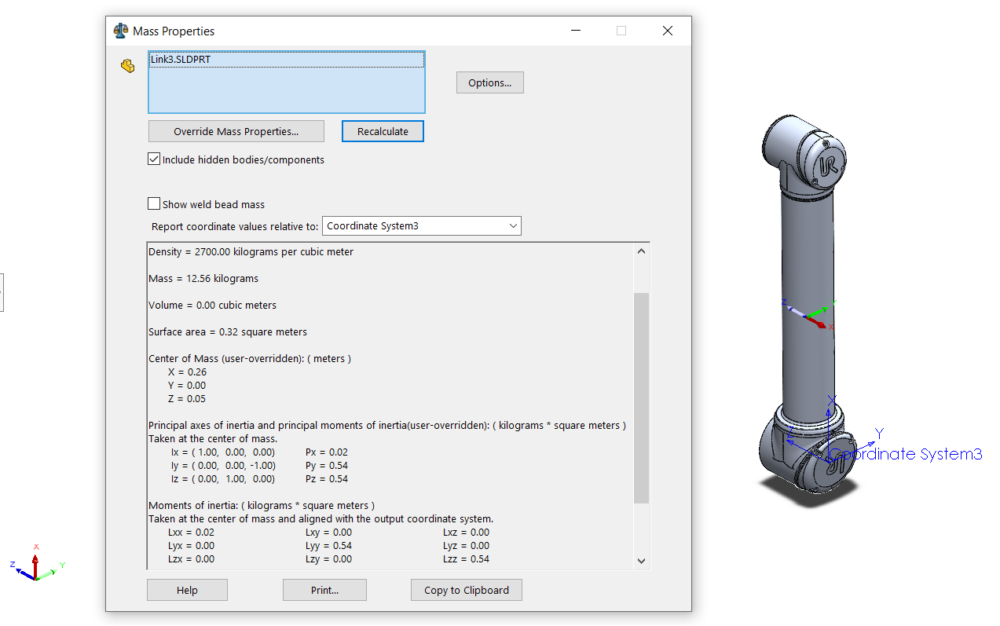 Mass Properties
Link3.SLDPRT
Options...
Override Mass Properties...
Recalculate
Include hidden bodies/components
Show weld bead mass
Report coordinate values relative to: Coordinate System3
Density = 2700.00 kilograms per cubic meter
Mass = 12.56 kilograms
Volume = 0.00 cubic meters
Surface area = 0.32 square meters
Center of Mass (user-overridden): ( meters )
X = 0.26
Y = 0.00
Z = 0.05
Principal axes of inertia and principal moments of inertia(user-overridden): ( kilograms * square meters )
Taken at the center of mass.
Ix = ( 1.00, 0.00, 0.00) Px = 0.02
Iy = ( 0.00, 0.00, -1.00) Py = 0.54
Iz = ( 0.00, 1.00, 0.00) Pz = 0.54
Moments of inertia: ( kilograms * square meters )
Taken at the center of mass and aligned with the output coordinate system.
Lxx = 0.02 Lxy = 0.00 Lxz = 0.00
Lyx = 0.00 Lyy = 0.54 Lyz = 0.00
Lzx = 0.00 Lzy = 0.00 Lzz = 0.54
Help
Print...
Copy to Clipboard
X
Z
Y
UR
Z
Y
X
X
Y
Z
Coordinate System3